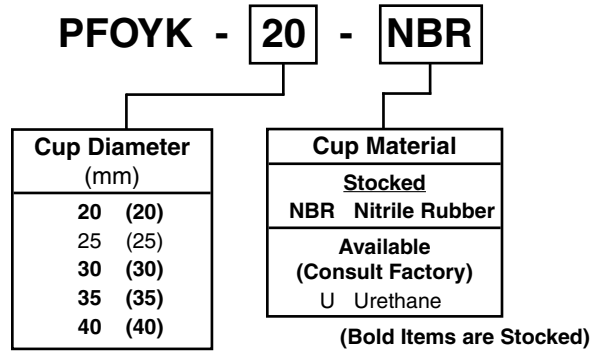 PFOYK - 20 - NBR
Cup Diameter
(mm)
20 (20)
25 (25)
30 (30)
35 (35)
40 (40)
Cup Material
Stocked
NBR Nitrile Rubber
Available
(Consult Factory)
U Urethane
(Bold Items are Stocked)